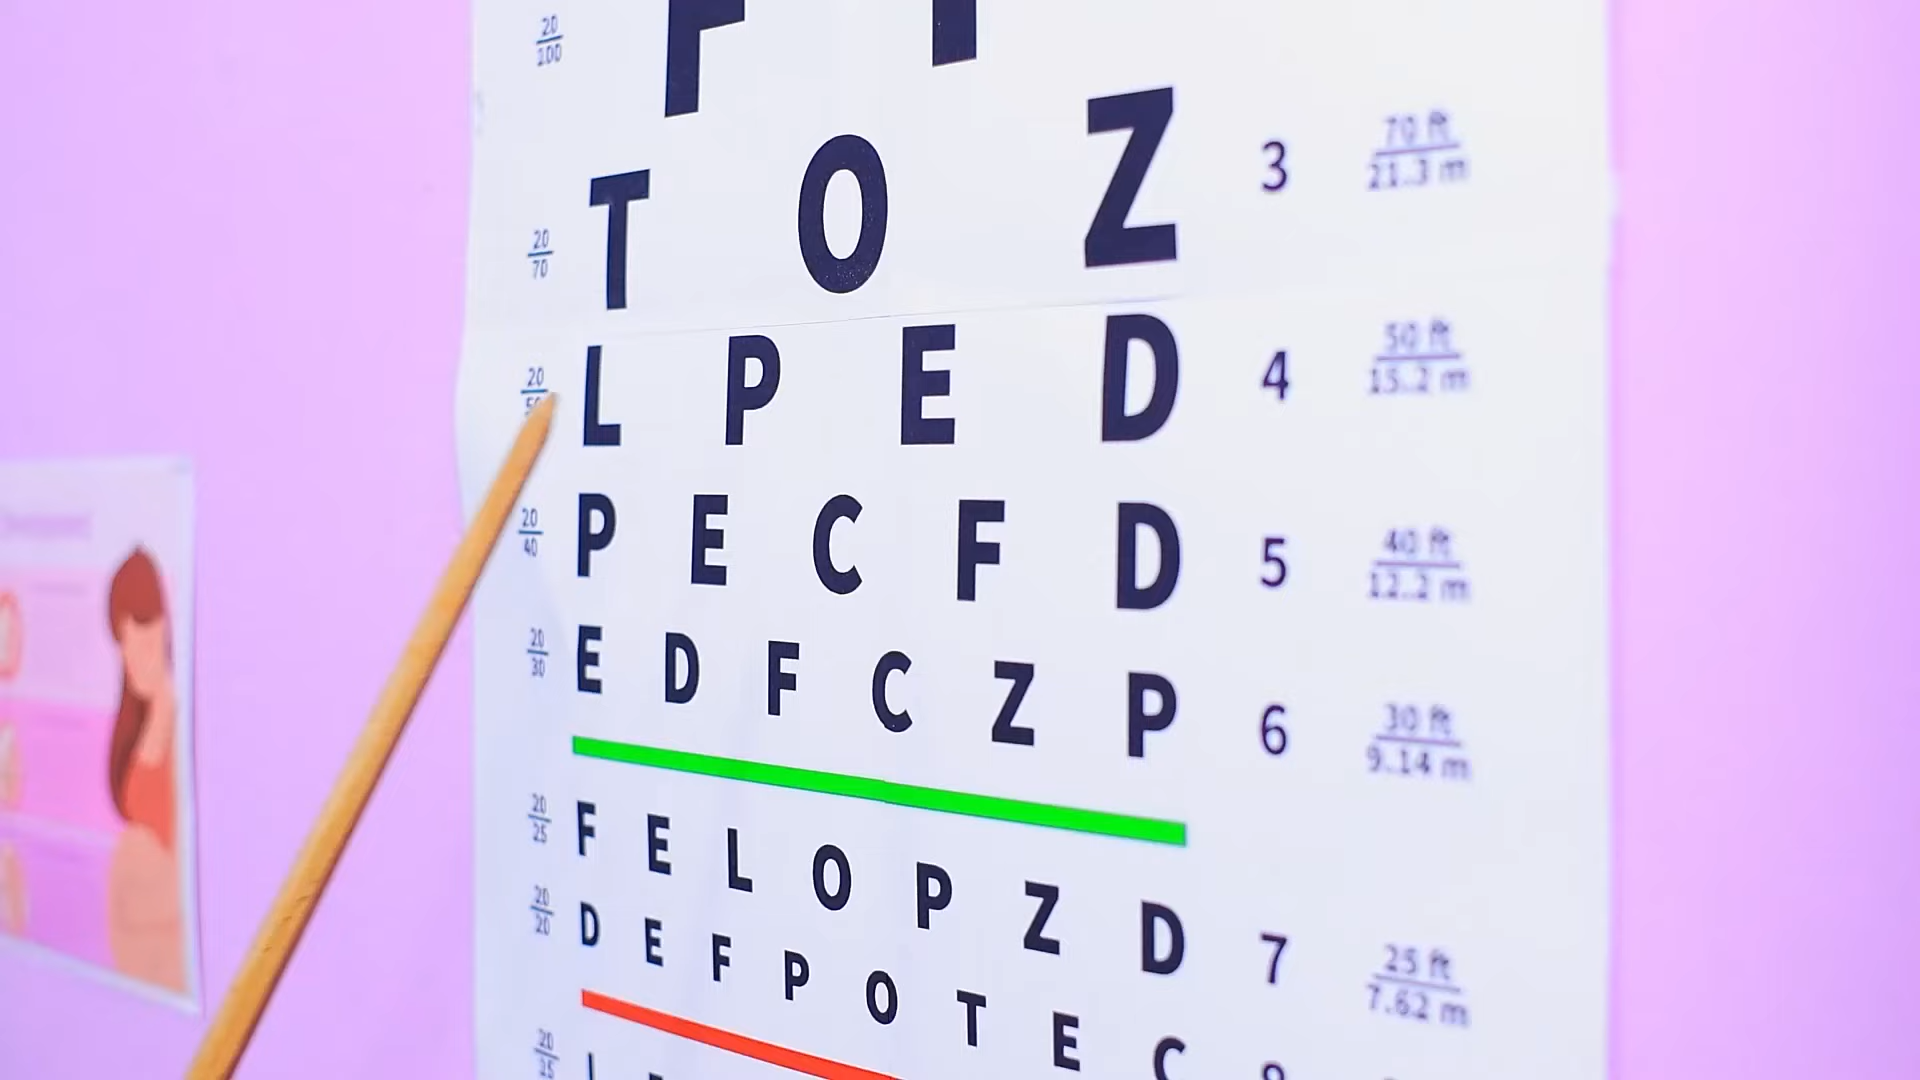 20/100 F
T O Z 3 70 ft/21.3 m
20/70
L P E D 4 50 ft/15.2 m
20/50
P E C F D 5 40 ft/12.2 m
20/40
E D F C Z P 6 30 ft/9.14 m
20/30
F E L O P Z D 7 25 ft/7.62 m
20/25
D E F P O T E C
20/20